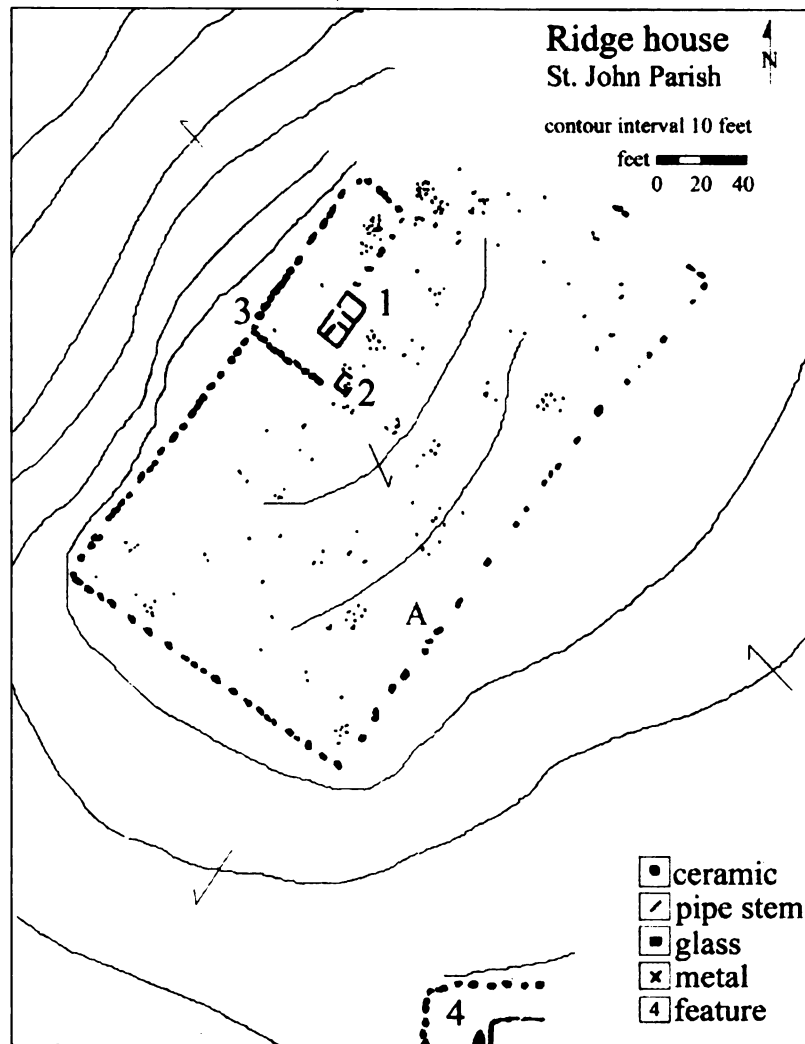 Ridge house
N
St. John Parish
contour interval 10 feet
feet
0 20 40
1
3
2
A
ceramic
pipe stem
glass
metal
4 feature
4